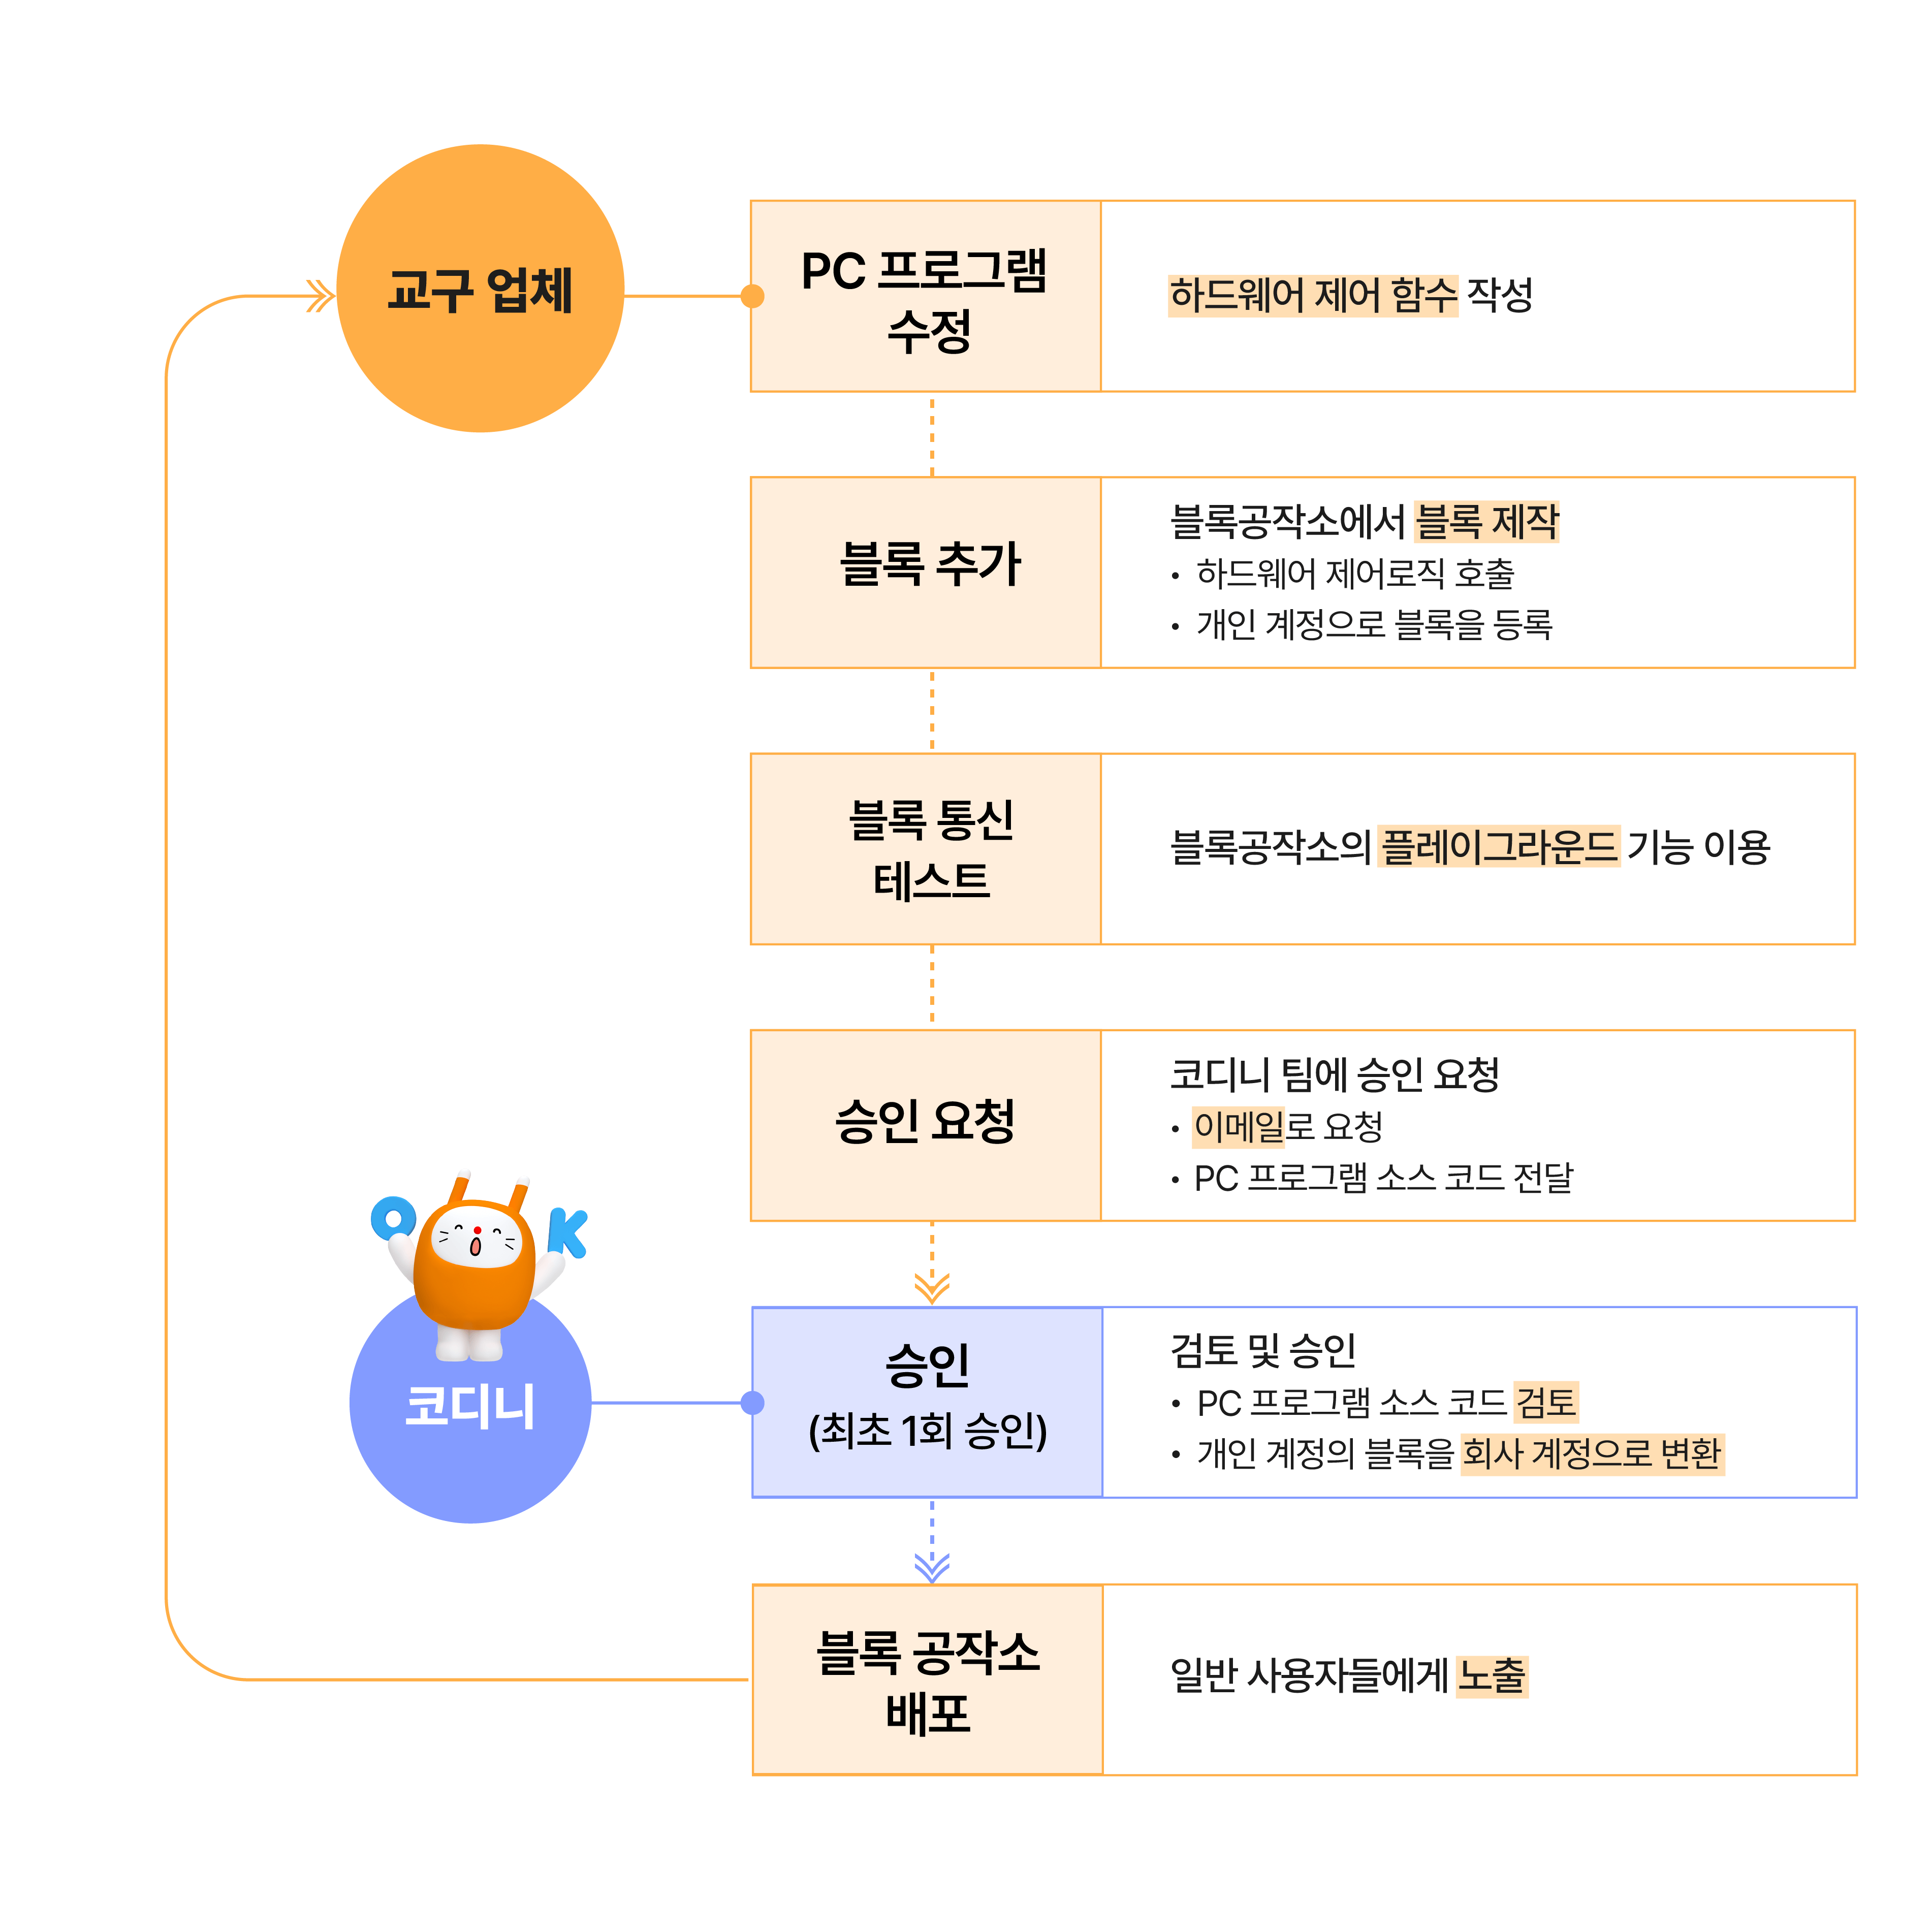 교구 업체
PC 프로그램
수정
하드웨어 제어 함수 작성
블록 추가
블록공작소에서 블록 제작
• 하드웨어 제어로직 호출
• 개인 계정으로 블록을 등록
블록 통신
테스트
블록공작소의 플레이그라운드 기능 이용
승인 요청
코디니 팀에 승인 요청
• 이메일로 요청
• PC 프로그램 소스 코드 전달
O K
코디니
승인
(최초 1회 승인)
검토 및 승인
• PC 프로그램 소스 코드 검토
• 개인 계정의 블록을 회사 계정으로 변환
블록 공작소
배포
일반 사용자들에게 노출